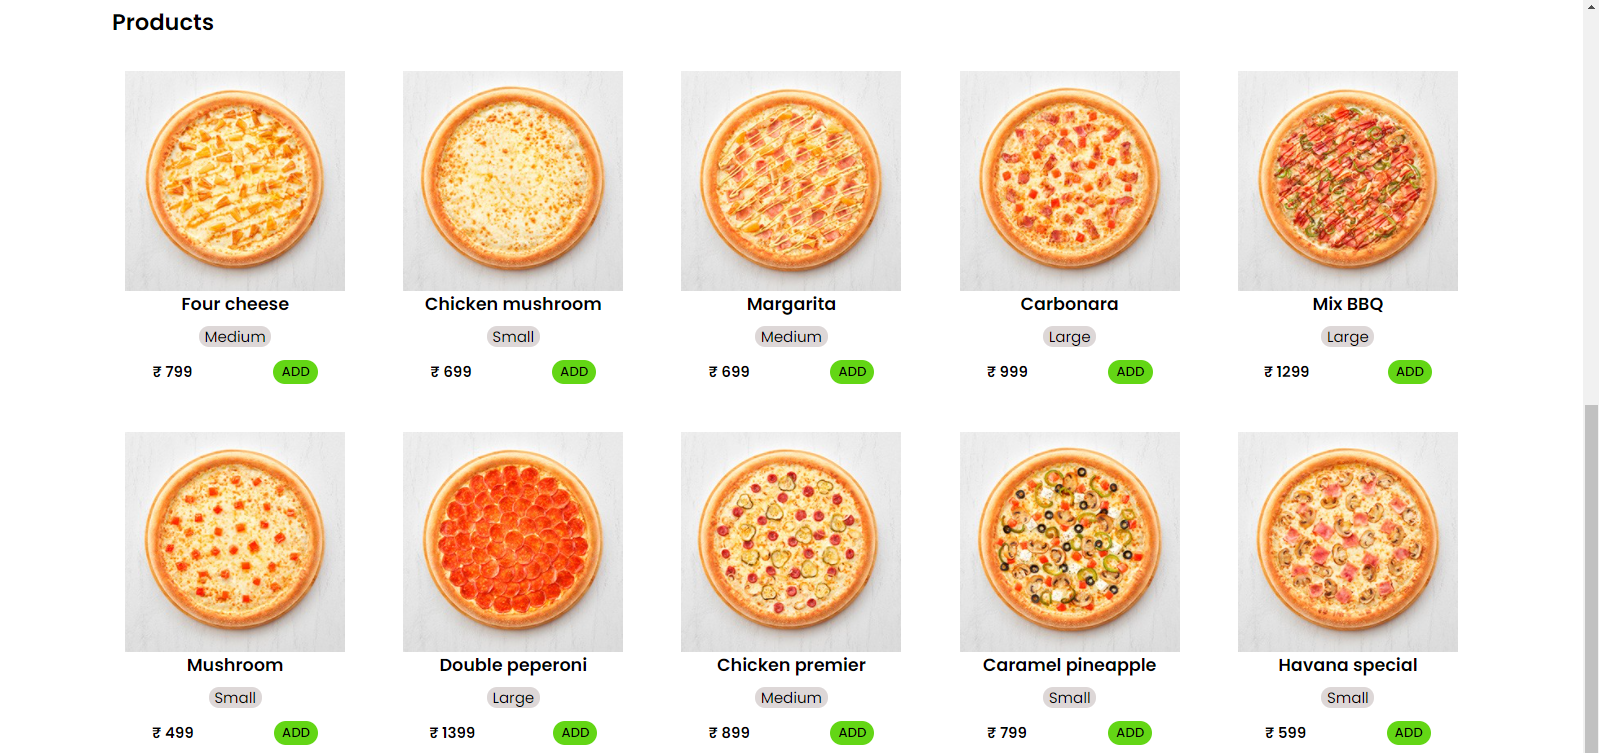 Products
Four cheese
Chicken mushroom
Margarita
Carbonara
Mix BBQ
Medium
Small
Medium
Large
Large
₹ 799 ADD
₹ 699 ADD
₹ 699 ADD
₹ 999 ADD
₹ 1299 ADD
Mushroom
Double peperoni
Chicken premier
Caramel pineapple
Havana special
Small
Large
Medium
Small
Small
₹ 499 ADD
₹ 1399 ADD
₹ 899 ADD
₹ 799 ADD
₹ 599 ADD